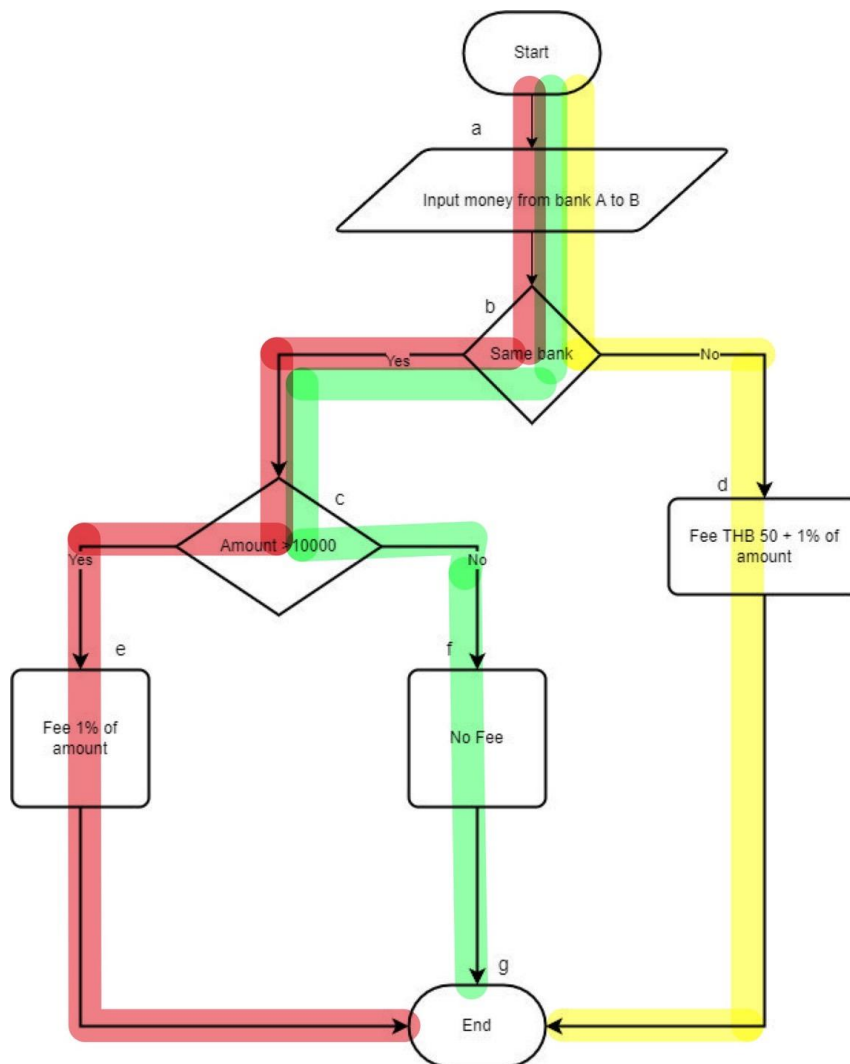 Start
a
Input money from bank A to B
b
Same bank
Yes
No
c
d
Amount >10000
Fee THB 50 + 1% of
amount
Yes
No
e
f
Fee 1% of
amount
No Fee
g
End